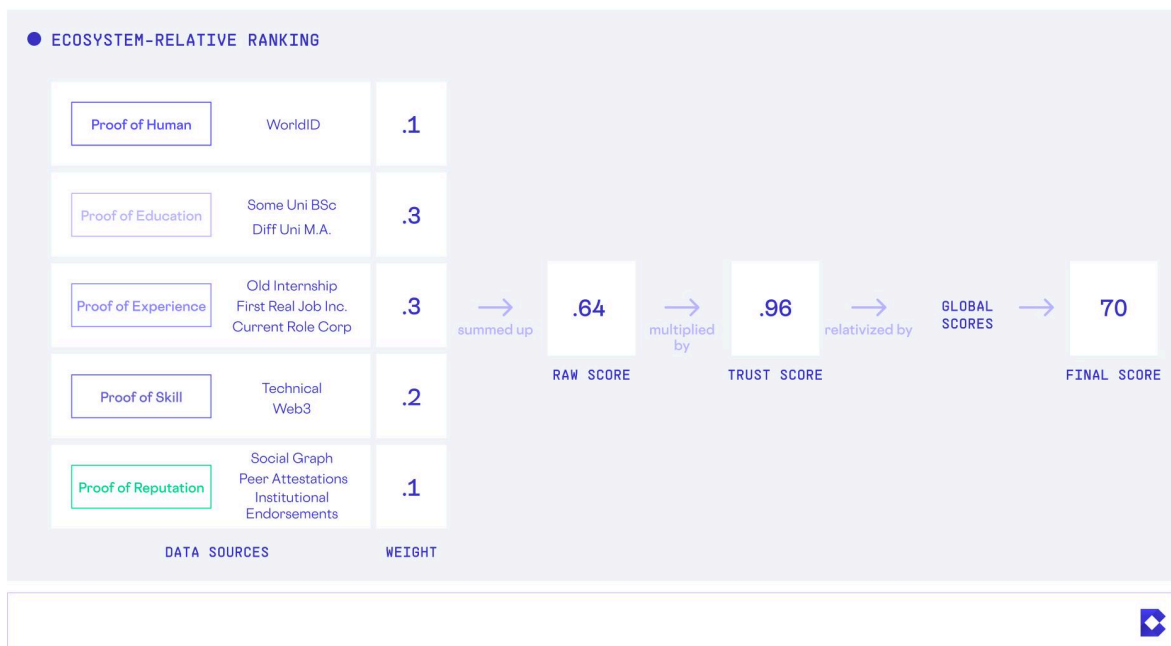 ECOSYSTEM-RELATIVE RANKING
Proof of Human
WorldID
.1
Proof of Education
Some Uni BSc
Diff Uni M.A.
.3
Proof of Experience
Old Internship
First Real Job Inc.
Current Role Corp
.3
Proof of Skill
Technical
Web3
.2
Proof of Reputation
Social Graph
Peer Attestations
Institutional
Endorsements
.1
DATA SOURCES
WEIGHT
summed up
.64
RAW SCORE
multiplied
by
.96
TRUST SCORE
relativized by
GLOBAL
SCORES
70
FINAL SCORE